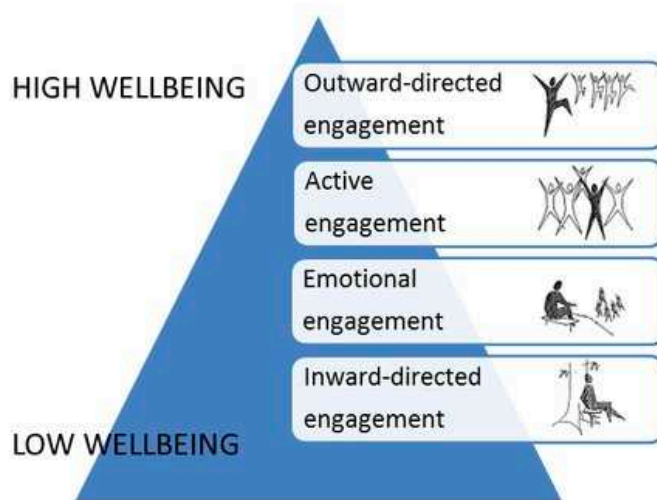 HIGH WELLBEING
Outward-directed
engagement
Active
engagement
Emotional
engagement
Inward-directed
engagement
LOW WELLBEING